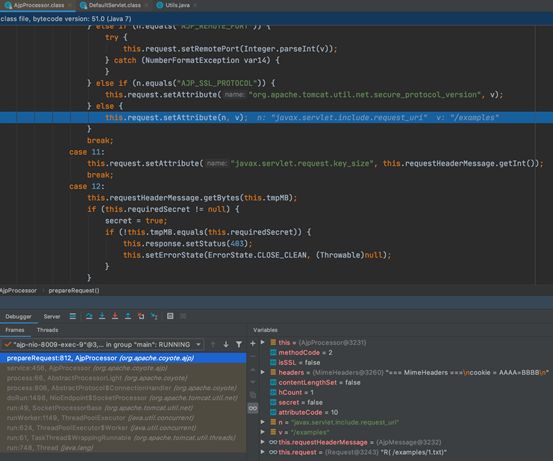 AjpProcessor.class DefaultServlet.class Utils.java
class file, bytecode version: 51.0 (Java 7)
} else if (n.equals("AJP_REMOTE_PORT")) {
try {
this.request.setRemotePort(Integer.parseInt(v));
} catch (NumberFormatException var14) {
}
} else if (n.equals("AJP_SSL_PROTOCOL")) {
this.request.setAttribute( name: "org.apache.tomcat.util.net.secure_protocol_version", v);
} else {
this.request.setAttribute(n, v); n: "javax.servlet.include.request_uri" v: "/examples"
}
break;
case 11:
this.request.setAttribute( name: "javax.servlet.request.key_size", this.requestHeaderMessage.getInt());
break;
case 12:
this.requestHeaderMessage.getBytes(this.tmpMB);
if (this.requiredSecret != null) {
secret = true;
if (!this.tmpMB.equals(this.requiredSecret)) {
this.response.setStatus(403);
this.setErrorState(ErrorState.CLOSE_CLEAN, (Throwable)null);
}
}
AjpProcessor prepareRequest()
Debugger Server
Frames Threads
"ajp-nio-8009-exec-9"@3,... in group "main": RUNNING
prepareRequest:812, AjpProcessor (org.apache.coyote.ajp)
service:456, AjpProcessor (org.apache.coyote.ajp)
process:66, AbstractProcessorLight (org.apache.coyote)
process:806, AbstractProtocol$ConnectionHandler (org.apache.coyote)
doRun:1498, NioEndpoint$SocketProcessor (org.apache.tomcat.util.net)
run:49, SocketProcessorBase (org.apache.tomcat.util.net)
runWorker:1149, ThreadPoolExecutor (java.util.concurrent)
run:624, ThreadPoolExecutor$Worker (java.util.concurrent)
run:61, TaskThread$WrappingRunnable (org.apache.tomcat.util.threads)
run:748, Thread (java.lang)
Variables
this = {AjpProcessor@3231}
methodCode = 2
isSSL = false
headers = {MimeHeaders@3260} "=== MimeHeaders ===\ncookie = AAAA=BBBB\n"
contentLengthSet = false
hCount = 1
secret = false
attributeCode = 10
n = "javax.servlet.include.request_uri"
v = "/examples"
this.requestHeaderMessage = {AjpMessage@3232}
this.request = {Request@3243} "R( /examples/1.txt)"